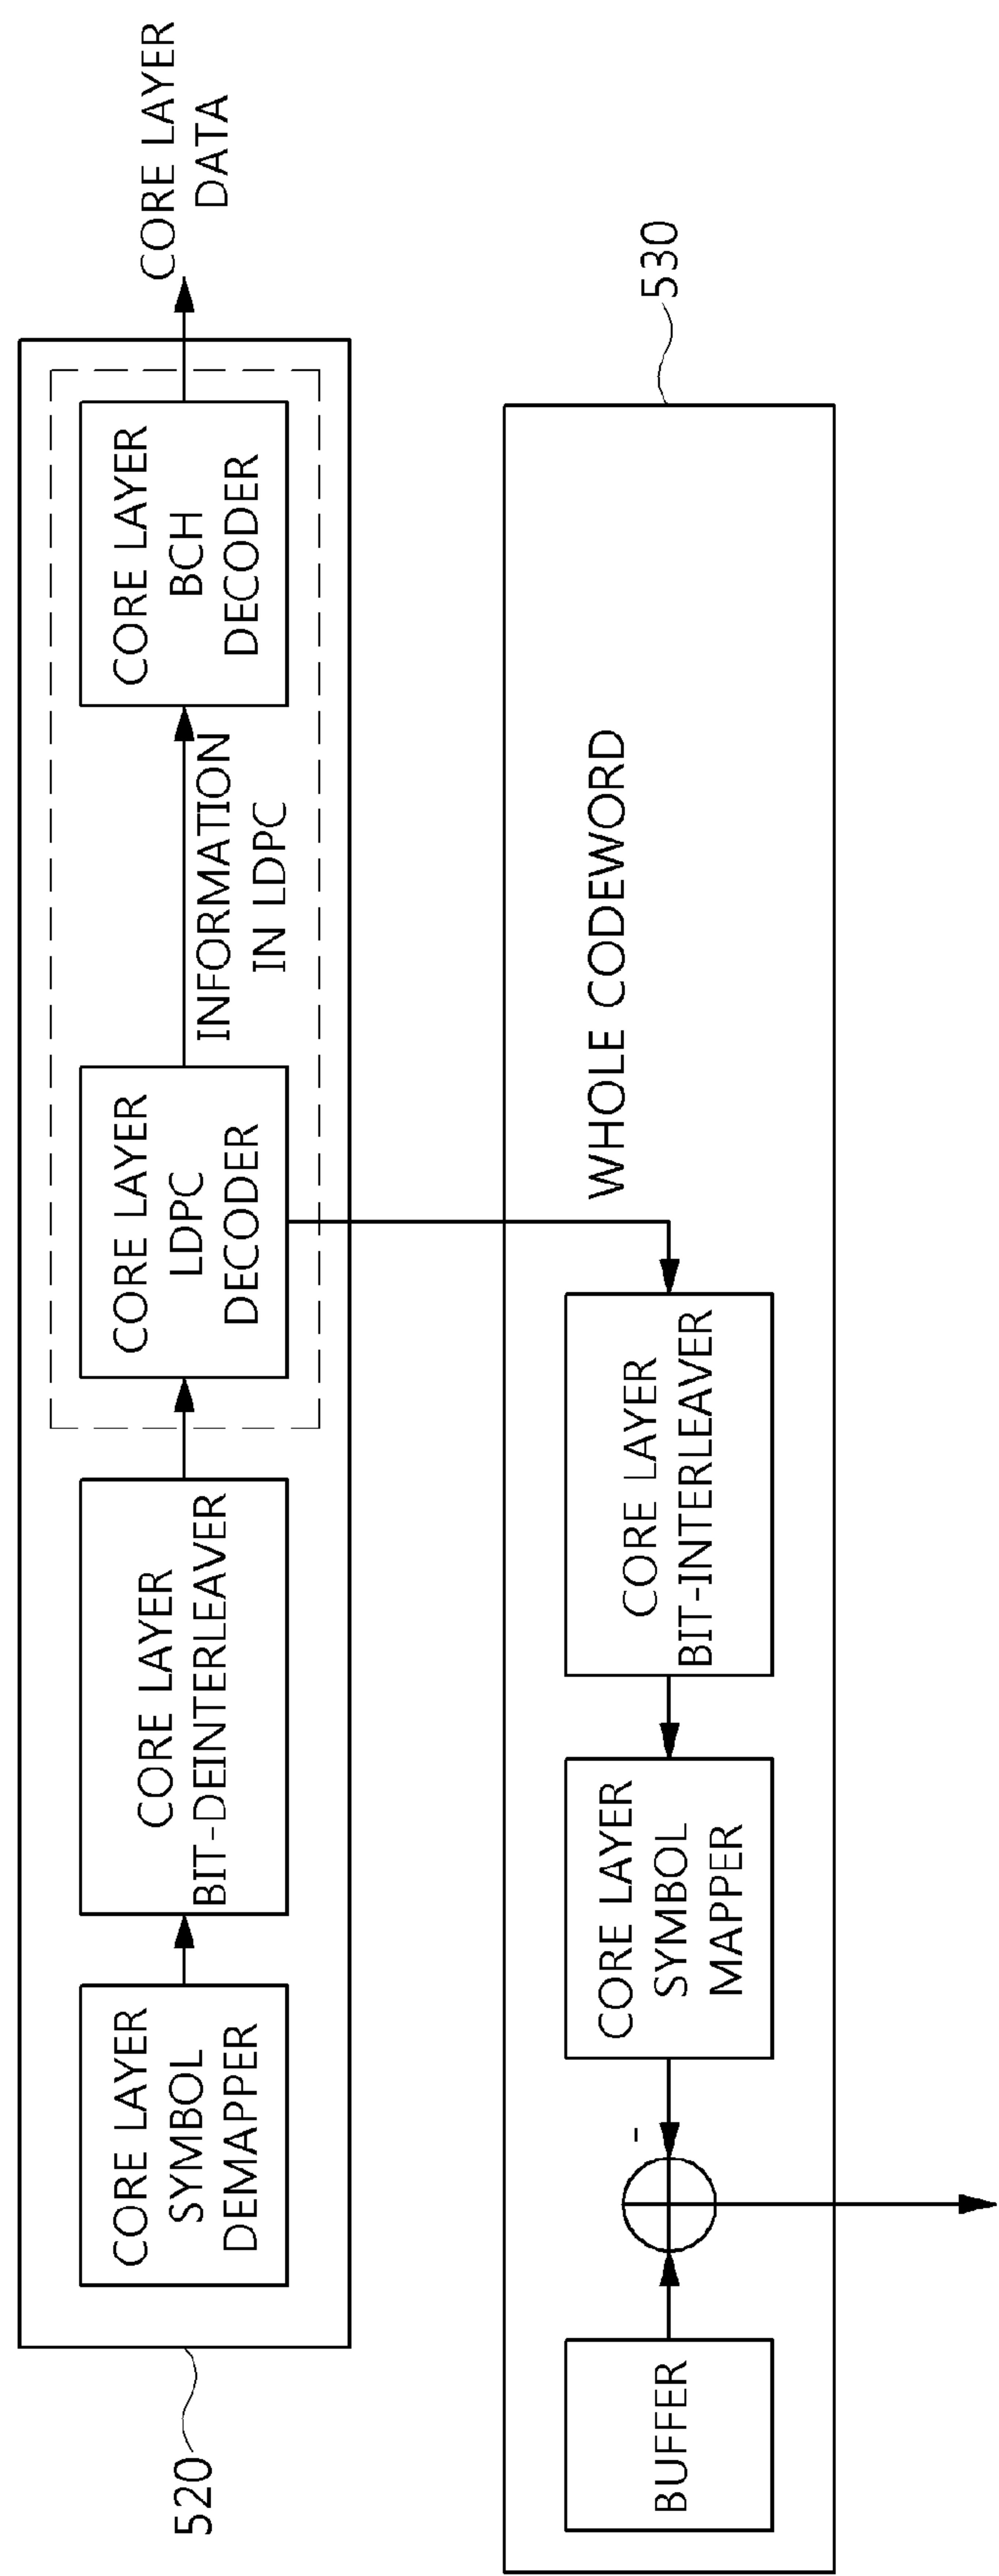 520
CORE LAYER
SYMBOL
DEMAPPER
CORE LAYER
BIT-DEINTERLEAVER
CORE LAYER
LDPC
DECODER
INFORMATION
IN LDPC
CORE LAYER
BCH
DECODER
CORE LAYER
DATA
BUFFER
-
CORE LAYER
SYMBOL
MAPPER
CORE LAYER
BIT-INTERLEAVER
WHOLE CODEWORD
530